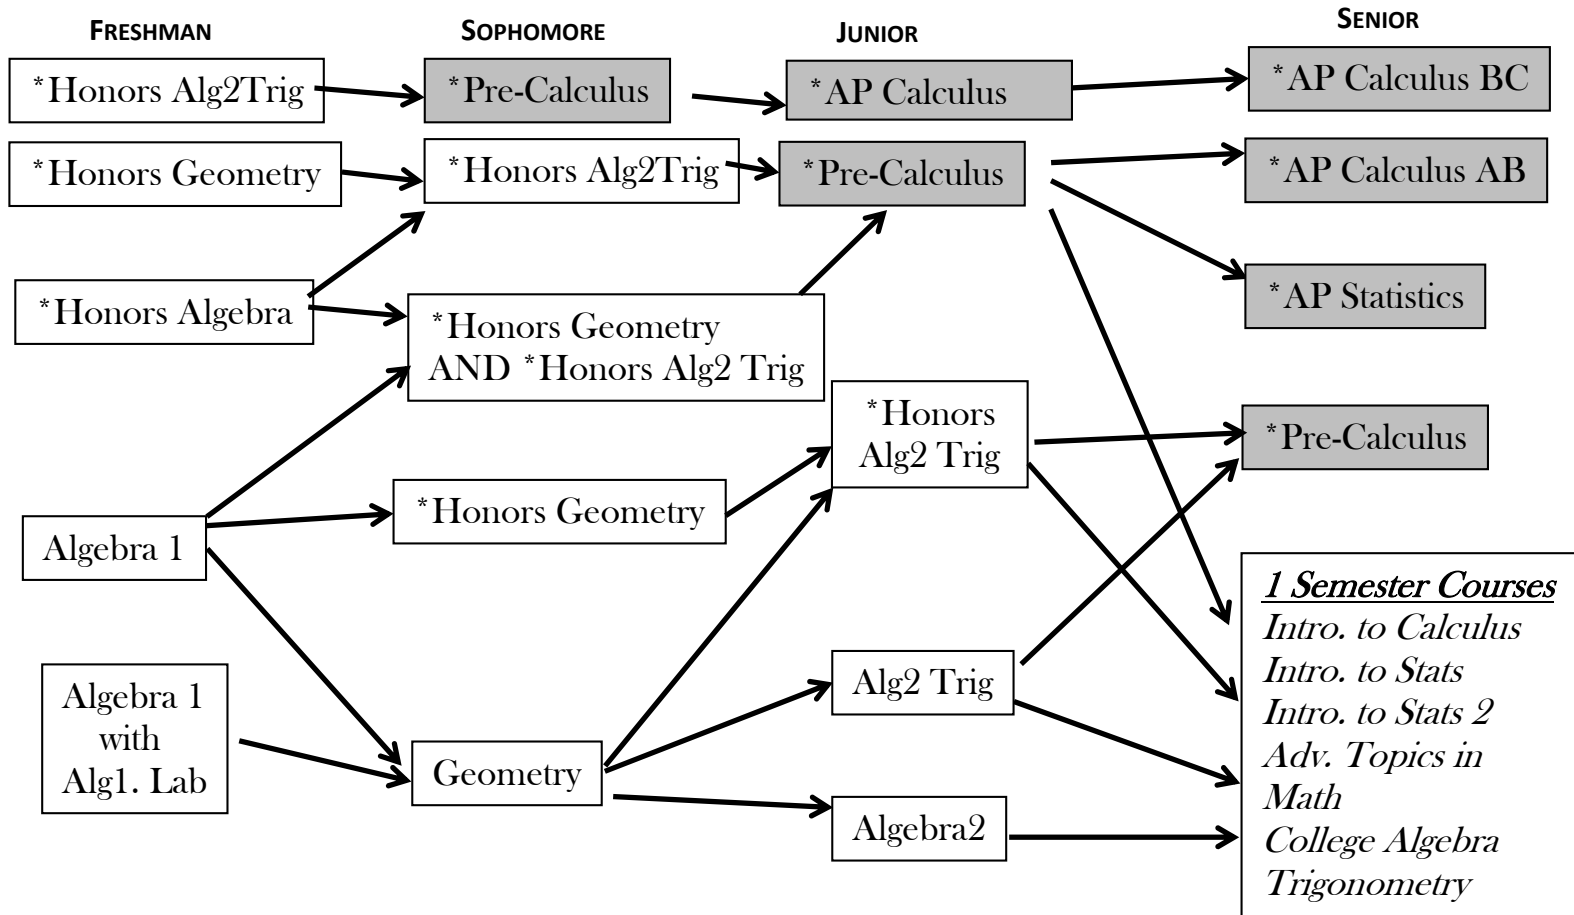 FRESHMAN
SOPHOMORE
JUNIOR
SENIOR
*Honors Alg2Trig
*Pre-Calculus
*AP Calculus
*AP Calculus BC
*Honors Geometry
*Honors Alg2Trig
*Pre-Calculus
*AP Calculus AB
*Honors Algebra
*Honors Geometry
AND *Honors Alg2 Trig
*AP Statistics
*Honors
Alg2 Trig
*Pre-Calculus
Algebra 1
*Honors Geometry
Algebra 1
with
Alg1. Lab
Geometry
Alg2 Trig
Algebra2
1 Semester Courses
Intro. to Calculus
Intro. to Stats
Intro. to Stats 2
Adv. Topics in
Math
College Algebra
Trigonometry